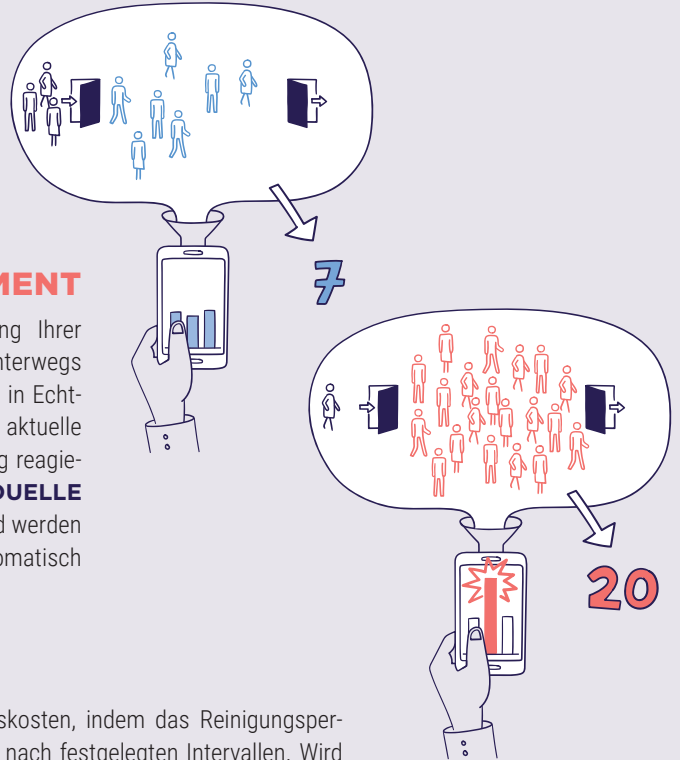 7
MENT
ng Ihrer
nterwegs
in Echt-
aktuelle
g reagie-
DUELLE
d werden
omatisch
20
skosten, indem das Reinigungsper-
nach festgelegten Intervallen. Wird